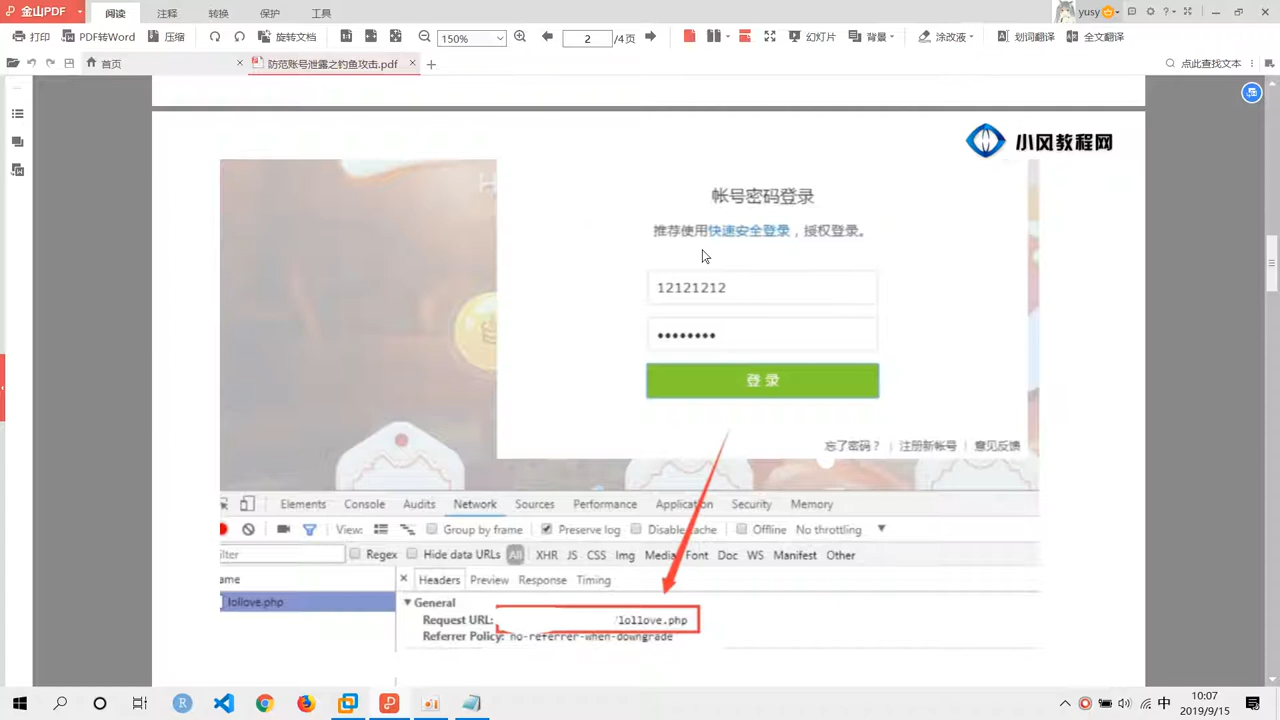 金山PDF
阅读
注释
转换
保护
工具
yusy
打印
PDF转Word
压缩
旋转文档
150%
2
/4页
幻灯片
背景
涂改液
划词翻译
全文翻译
首页
防范账号泄露之钓鱼攻击.pdf
点此查找文本
小风教程网
帐号密码登录
推荐使用快速安全登录，授权登录。
12121212
••••••••
登 录
忘了密码？ | 注册新帐号 | 意见反馈
Elements Console Audits Network Sources Performance Application Security Memory
View: Group by frame Preserve log Disable cache Offline No throttling
ilter Regex Hide data URLs All XHR JS CSS Img Media Font Doc WS Manifest Other
ame
Headers Preview Response Timing
lollove.php
General
Request URL: /lollove.php
Referrer Policy: no-referrer-when-downgrade
中
10:07
2019/9/15